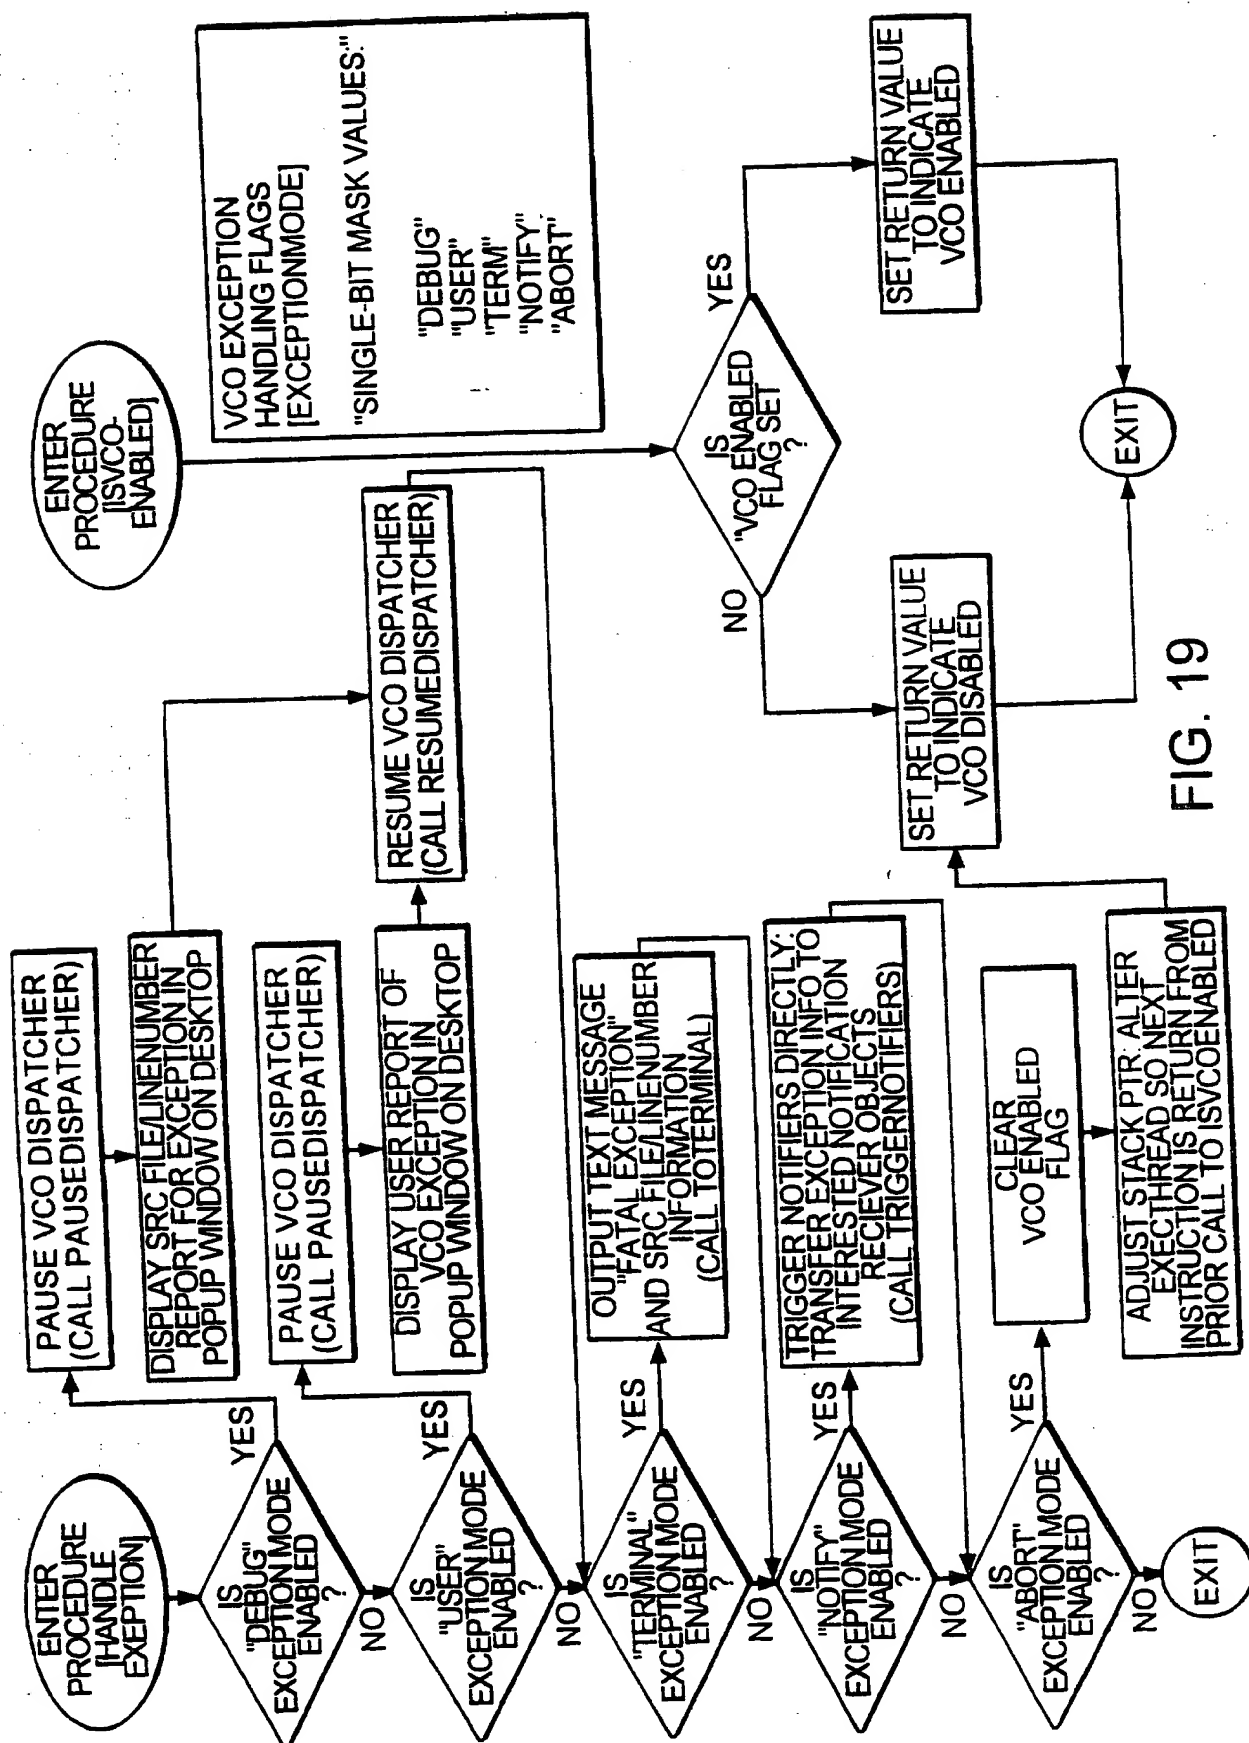 ENTER
PROCEDURE
[HANDLE
EXEPTION]
IS
"DEBUG"
EXCEPTION MODE
ENABLED
?
YES
NO
PAUSE VCO DISPATCHER
(CALL PAUSEDISPATCHER)
DISPLAY SRC FILE/LINENUMBER
REPORT FOR EXCEPTION IN
POPUP WINDOW ON DESKTOP
IS
"USER"
EXCEPTION MODE
ENABLED
?
YES
NO
PAUSE VCO DISPATCHER
(CALL PAUSEDISPATCHER)
DISPLAY USER REPORT OF
VCO EXCEPTION IN
POPUP WINDOW ON DESKTOP
RESUME VCO DISPATCHER
(CALL RESUMEDISPATCHER)
IS
"TERMINAL"
EXCEPTION MODE
ENABLED
?
YES
NO
OUTPUT TEXT MESSAGE
"FATAL EXCEPTION"
AND SRC FILE/LINENUMBER
INFORMATION
(CALL TOTERMINAL)
IS
"NOTIFY"
EXCEPTION MODE
ENABLED
?
YES
NO
TRIGGER NOTIFIERS DIRECTLY:
TRANSFER EXCEPTION INFO TO
INTERESTED NOTIFICATION
RECIEVER OBJECTS
(CALL TRIGGERNOTIFIERS)
IS
"ABORT"
EXCEPTION MODE
ENABLED
?
YES
NO
EXIT
CLEAR
VCO ENABLED
FLAG
ADJUST STACK PTR. ALTER
EXECTHREAD SO NEXT
INSTRUCTION IS RETURN FROM
PRIOR CALL TO ISVCOENABLED
ENTER
PROCEDURE
[ISVCO-
ENABLED]
VCO EXCEPTION
HANDLING FLAGS
[EXCEPTIONMODE]
"SINGLE-BIT MASK VALUES:"
"DEBUG"
"USER"
"TERM"
"NOTIFY"
"ABORT"
IS
"VCO ENABLED
FLAG SET
?
NO
YES
SET RETURN VALUE
TO INDICATE
VCO DISABLED
SET RETURN VALUE
TO INDICATE
VCO ENABLED
EXIT
FIG. 19